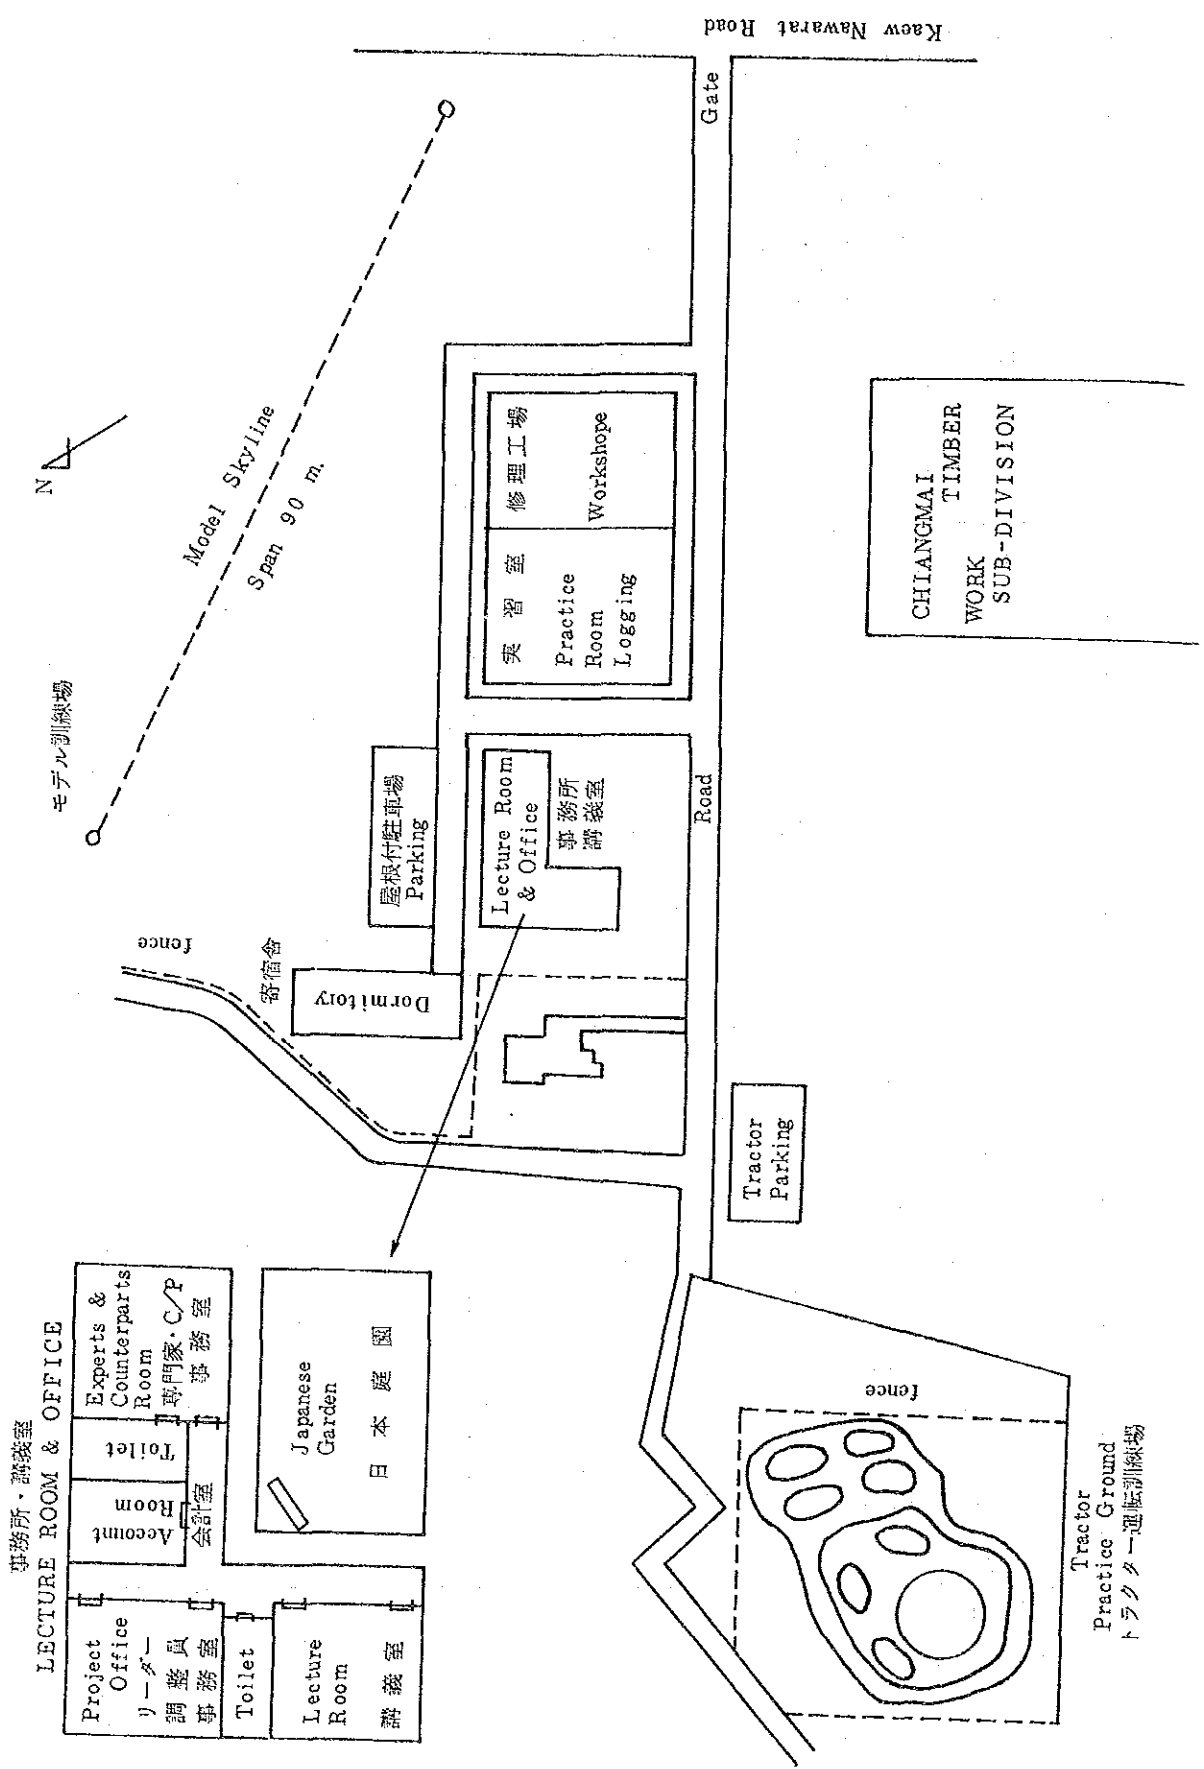 Kaew Nawarat Road
Gate
N
Model Skyline
Span 90 m.
モデル訓練場
修理工場
Workshope
実習室
Practice
Room
Logging
CHIANGMAI
TIMBER
WORK
SUB-DIVISION
屋根付駐車場
Parking
Lecture Room
& Office
事務所
講義室
Road
fence
寄宿舎
Dormitory
Tractor
Parking
事務所・講義室
LECTURE ROOM & OFFICE
Experts &
Counterparts
Room
専門家・C/P
事務室
Toilet
Account
Room
会計室
Project
Office
リーダー
調整員
事務室
Toilet
Lecture
Room
講義室
Japanese
Garden
日本庭園
fence
Tractor
Practice Ground
トラクター運転訓練場